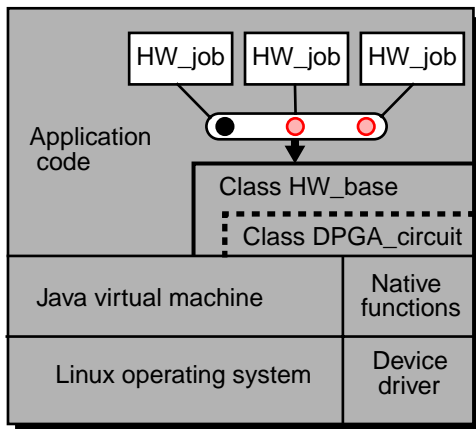 HW_job
HW_job
HW_job
Application
code
Class HW_base
Class DPGA_circuit
Java virtual machine
Native
functions
Linux operating system
Device
driver